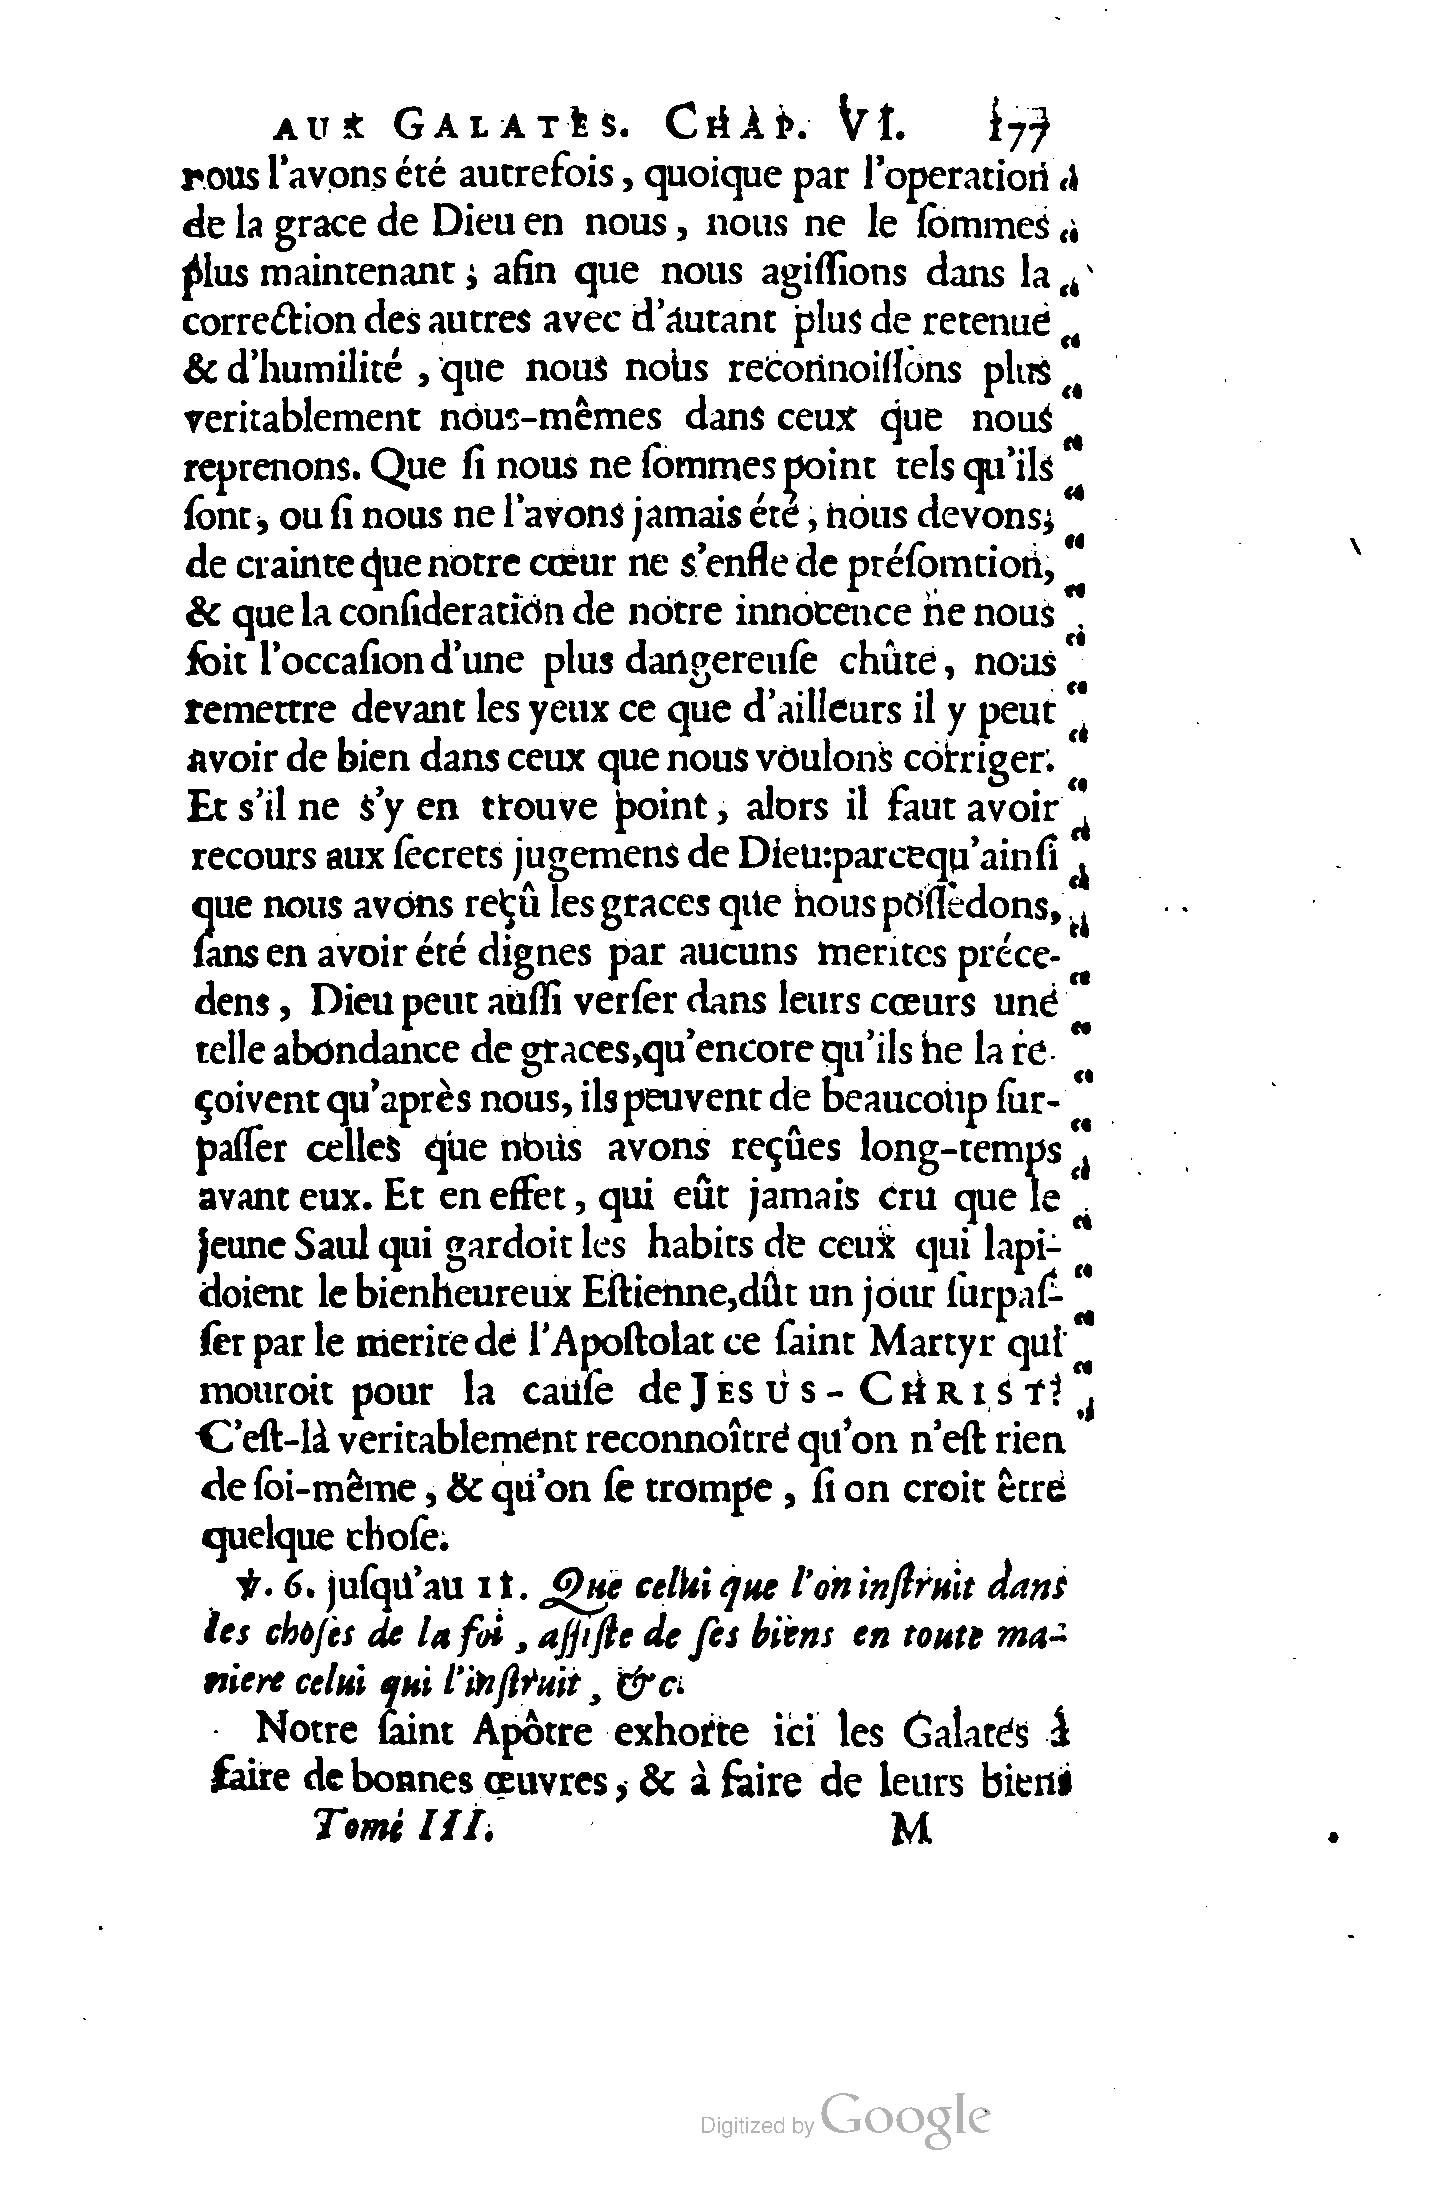 AUX GALATES. CHAP. VI. 177
nous l'avons été autrefois, quoique par l'operation “
de la grace de Dieu en nous, nous ne le ſommes “
plus maintenant ; afin que nous agiſſions dans la “
correction des autres avec d'autant plus de retenue “
& d'humilité, que nous nous reconnoiſſons plus “
veritablement nous-mêmes dans ceux que nous “
reprenons. Que ſi nous ne ſommes point tels qu'ils “
ſont, ou ſi nous ne l'avons jamais été, nous devons, “
de crainte que notre cœur ne s'enfle de préſomtion, “
& que la conſideration de notre innocence ne nous “
ſoit l'occaſion d'une plus dangereuſe chûte, nous “
remettre devant les yeux ce que d'ailleurs il y peut “
avoir de bien dans ceux que nous voulons corriger. “
Et s'il ne s'y en trouve point, alors il faut avoir “
recours aux ſecrets jugemens de Dieu:parcequ'ainſi “
que nous avons reçû les graces que nous poſſedons, “
ſans en avoir été dignes par aucuns merites préce- “
dens, Dieu peut auſſi verſer dans leurs cœurs une “
telle abondance de graces,qu'encore qu'ils ne la re- “
çoivent qu'après nous, ils peuvent de beaucoup ſur- “
paſſer celles que nous avons reçûes long-temps “
avant eux. Et en effet, qui eût jamais cru que le “
jeune Saul qui gardoit les habits de ceux qui lapi- “
doient le bienheureux Eſtienne,dût un jour ſurpaſ- “
ſer par le merite de l'Apoſtolat ce ſaint Martyr qui “
mouroit pour la cauſe de JESUS-CHRIST? “
C'eſt-là veritablement reconnoître qu'on n'eſt rien
de ſoi-même, & qu'on ſe trompe, ſi on croit être
quelque choſe.
℣. 6. juſqu'au 11. Que celui que l'on inſtruit dans
les choſes de la foi, aſſiſte de ſes biens en toute ma-
niere celui qui l'inſtruit, &c.
Notre ſaint Apôtre exhorte ici les Galates à
faire de bonnes œuvres, & à faire de leurs biens
Tome III. M
Digitized by Google